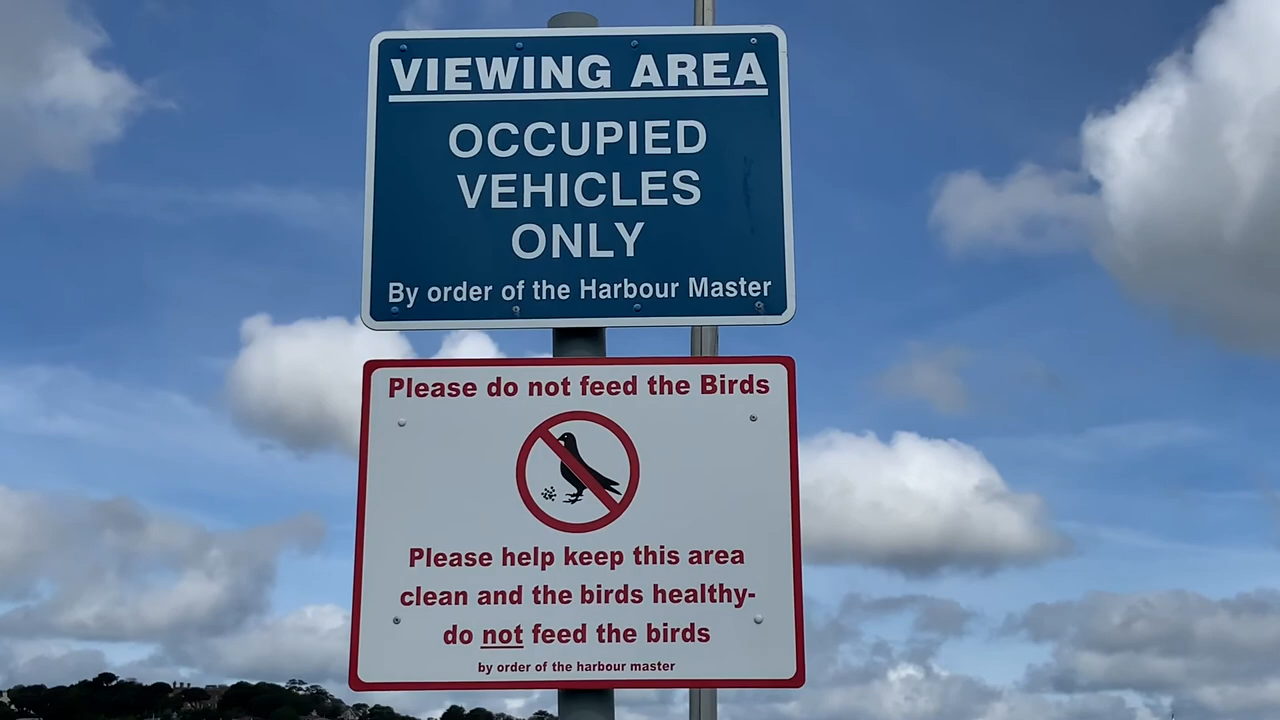 VIEWING AREA
OCCUPIED
VEHICLES
ONLY
By order of the Harbour Master
Please do not feed the Birds
Please help keep this area
clean and the birds healthy-
do not feed the birds
by order of the harbour master